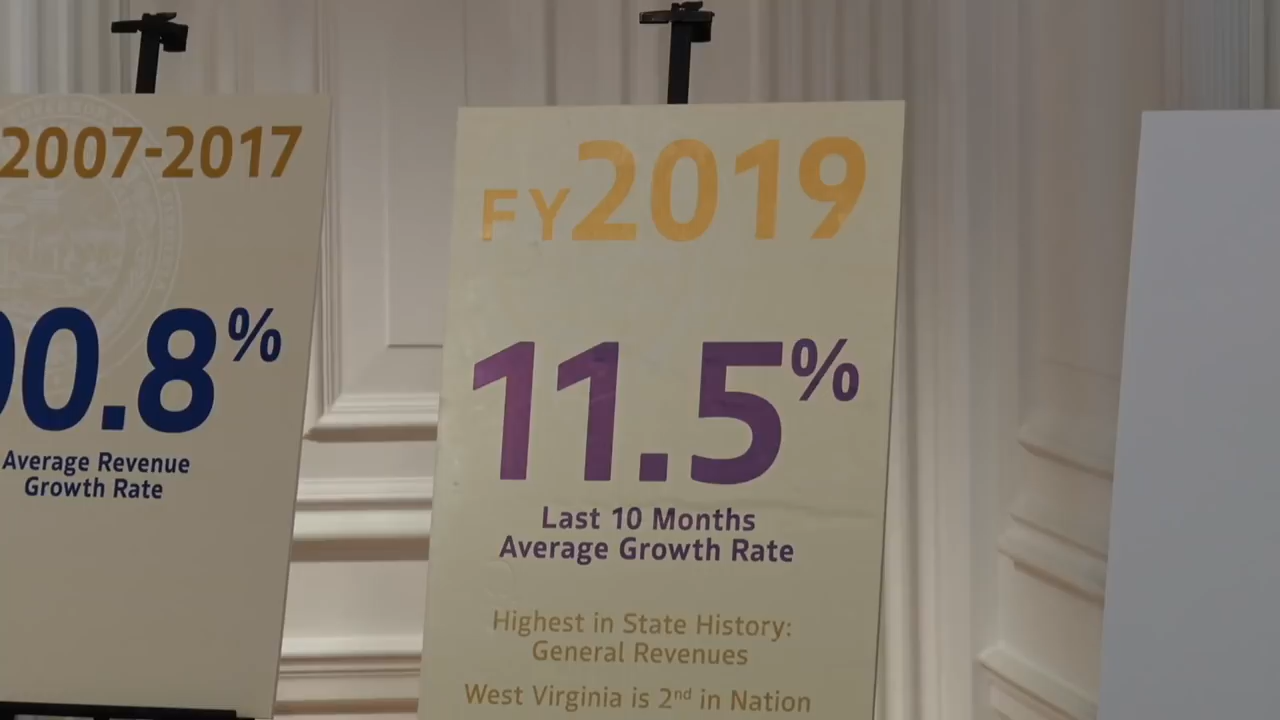 2007-2017
0.8%
Average Revenue
Growth Rate
FY2019
11.5%
Last 10 Months
Average Growth Rate
Highest in State History:
General Revenues
West Virginia is 2nd in Nation